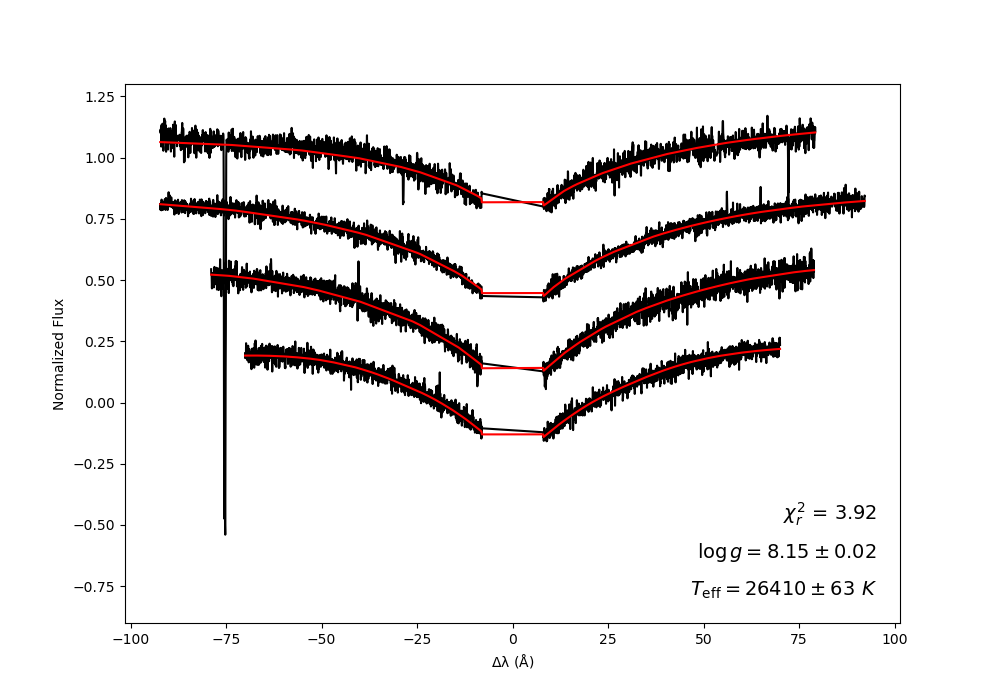 1.25
1.00
0.75
0.50
0.25
0.00
−0.25
−0.50
−0.75
Normalized Flux
χ²ᵣ = 3.92
log g = 8.15 ± 0.02
T_eff = 26410 ± 63 K
−100 −75 −50 −25 0 25 50 75 100
Δλ (Å)